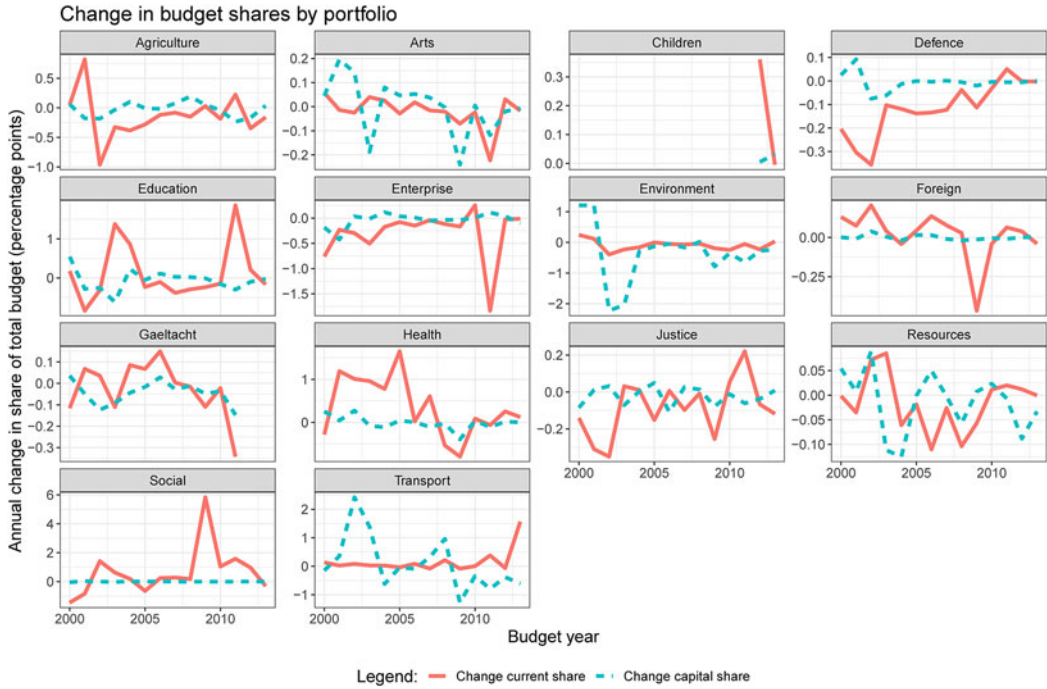 Change in budget shares by portfolio
Annual change in share of total budget (percentage points)
Agriculture
0.5
0.0
−0.5
−1.0
Arts
0.2
0.1
0.0
−0.1
−0.2
Children
0.3
0.2
0.1
0.0
Defence
0.1
0.0
−0.1
−0.2
−0.3
Education
1
0
Enterprise
0.0
−0.5
−1.0
−1.5
Environment
1
0
−1
−2
Foreign
0.00
−0.25
Gaeltacht
0.1
0.0
−0.1
−0.2
−0.3
Health
1
0
Justice
0.2
0.0
−0.2
2000 2005 2010
Resources
0.05
0.00
−0.05
−0.10
2000 2005 2010
Social
6
4
2
0
2000 2005 2010
Transport
2
1
0
−1
2000 2005 2010
Budget year
Legend: Change current share Change capital share